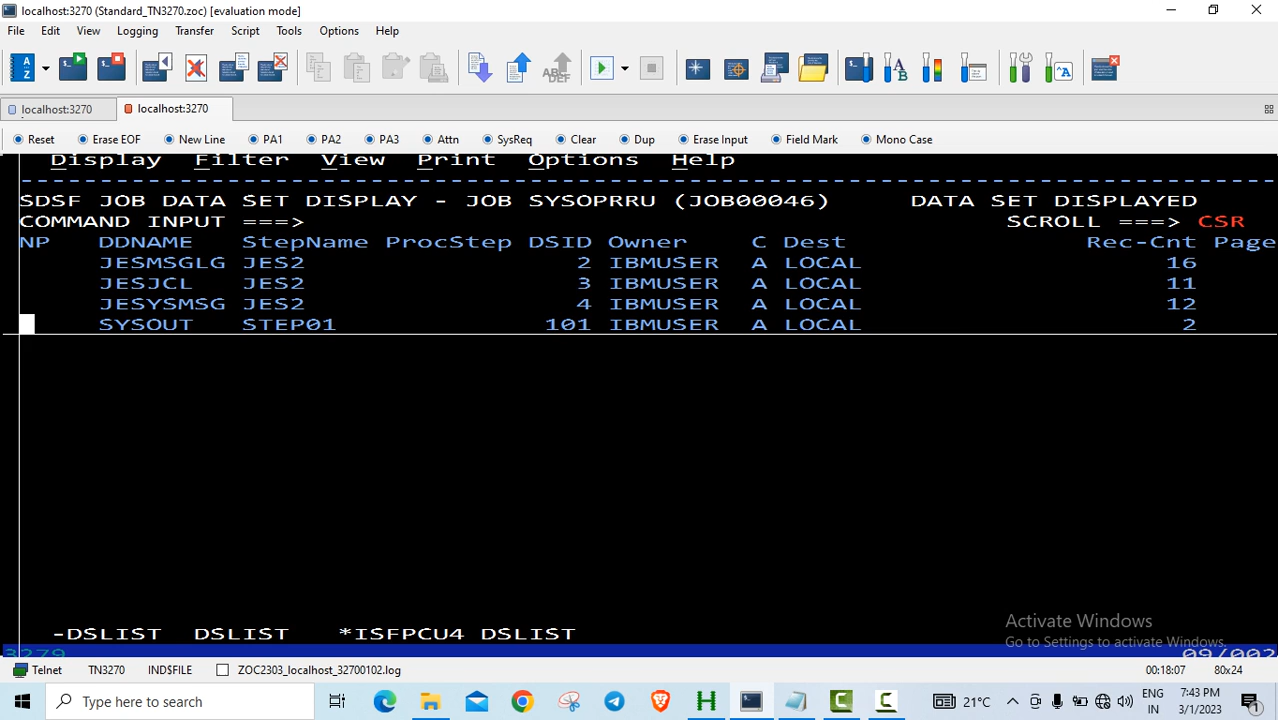 localhost:3270 (Standard_TN3270.zoc) [evaluation mode]
File Edit View Logging Transfer Script Tools Options Help
localhost:3270 localhost:3270
Reset Erase EOF New Line PA1 PA2 PA3 Attn SysReq Clear Dup Erase Input Field Mark Mono Case
Display Filter View Print Options Help
SDSF JOB DATA SET DISPLAY - JOB SYSOPRRU (JOB00046) DATA SET DISPLAYED
COMMAND INPUT ===> SCROLL ===> CSR
NP DDNAME StepName ProcStep DSID Owner C Dest Rec-Cnt Page
JESMSGLG JES2 2 IBMUSER A LOCAL 16
JESJCL JES2 3 IBMUSER A LOCAL 11
JESYSMSG JES2 4 IBMUSER A LOCAL 12
SYSOUT STEP01 101 IBMUSER A LOCAL 2
-DSLIST DSLIST *ISFPCU4 DSLIST
Activate Windows
Go to Settings to activate Windows.
3279 09/002
Telnet TN3270 IND$FILE ZOC2303_localhost_32700102.log 00:18:07 80x24
Type here to search 21°C ENG IN 7:43 PM 3/1/2023